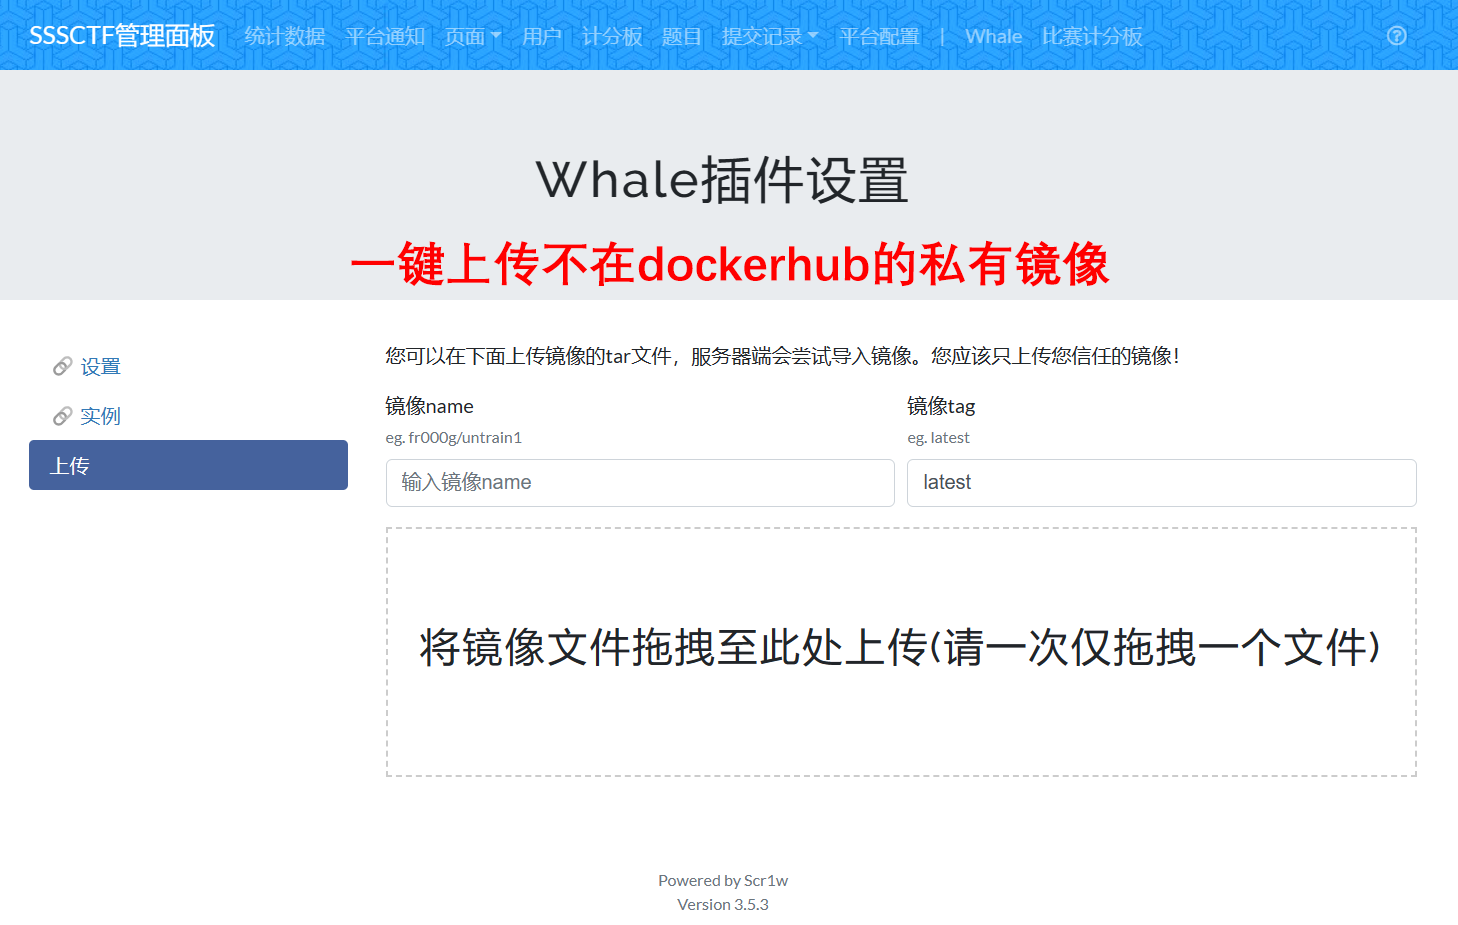 SSSCTF管理面板 统计数据 平台通知 页面 用户 计分板 题目 提交记录 平台配置 | Whale 比赛计分板
Whale插件设置
一键上传不在dockerhub的私有镜像
设置
实例
上传
您可以在下面上传镜像的tar文件，服务器端会尝试导入镜像。您应该只上传您信任的镜像！
镜像name
eg. fr000g/untrain1
输入镜像name
镜像tag
eg. latest
latest
将镜像文件拖拽至此处上传(请一次仅拖拽一个文件)
Powered by Scr1w
Version 3.5.3